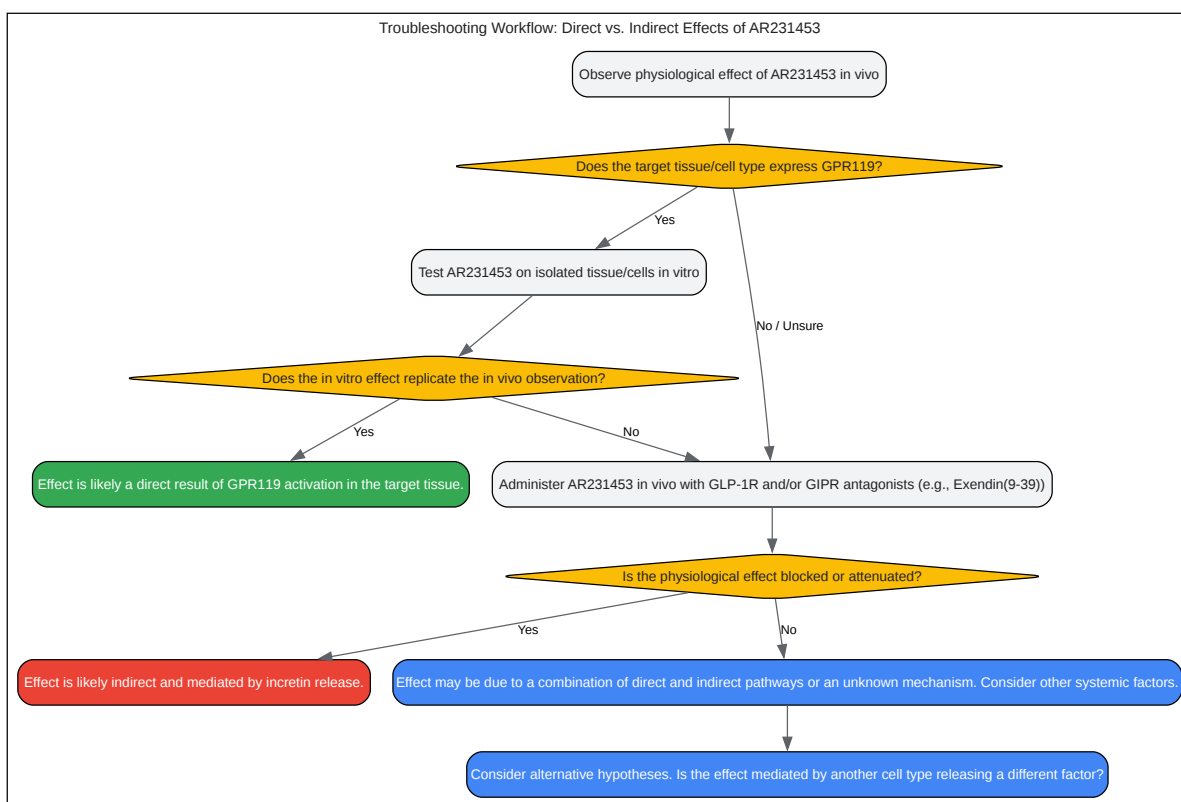 Troubleshooting Workflow: Direct vs. Indirect Effects of AR231453
Observe physiological effect of AR231453 in vivo
Does the target tissue/cell type express GPR119?
Yes
Test AR231453 on isolated tissue/cells in vitro
No / Unsure
Does the in vitro effect replicate the in vivo observation?
Yes
No
Effect is likely a direct result of GPR119 activation in the target tissue.
Administer AR231453 in vivo with GLP-1R and/or GIPR antagonists (e.g., Exendin(9-39))
Is the physiological effect blocked or attenuated?
Yes
No
Effect is likely indirect and mediated by incretin release.
Effect may be due to a combination of direct and indirect pathways or an unknown mechanism. Consider other systemic factors.
Consider alternative hypotheses. Is the effect mediated by another cell type releasing a different factor?